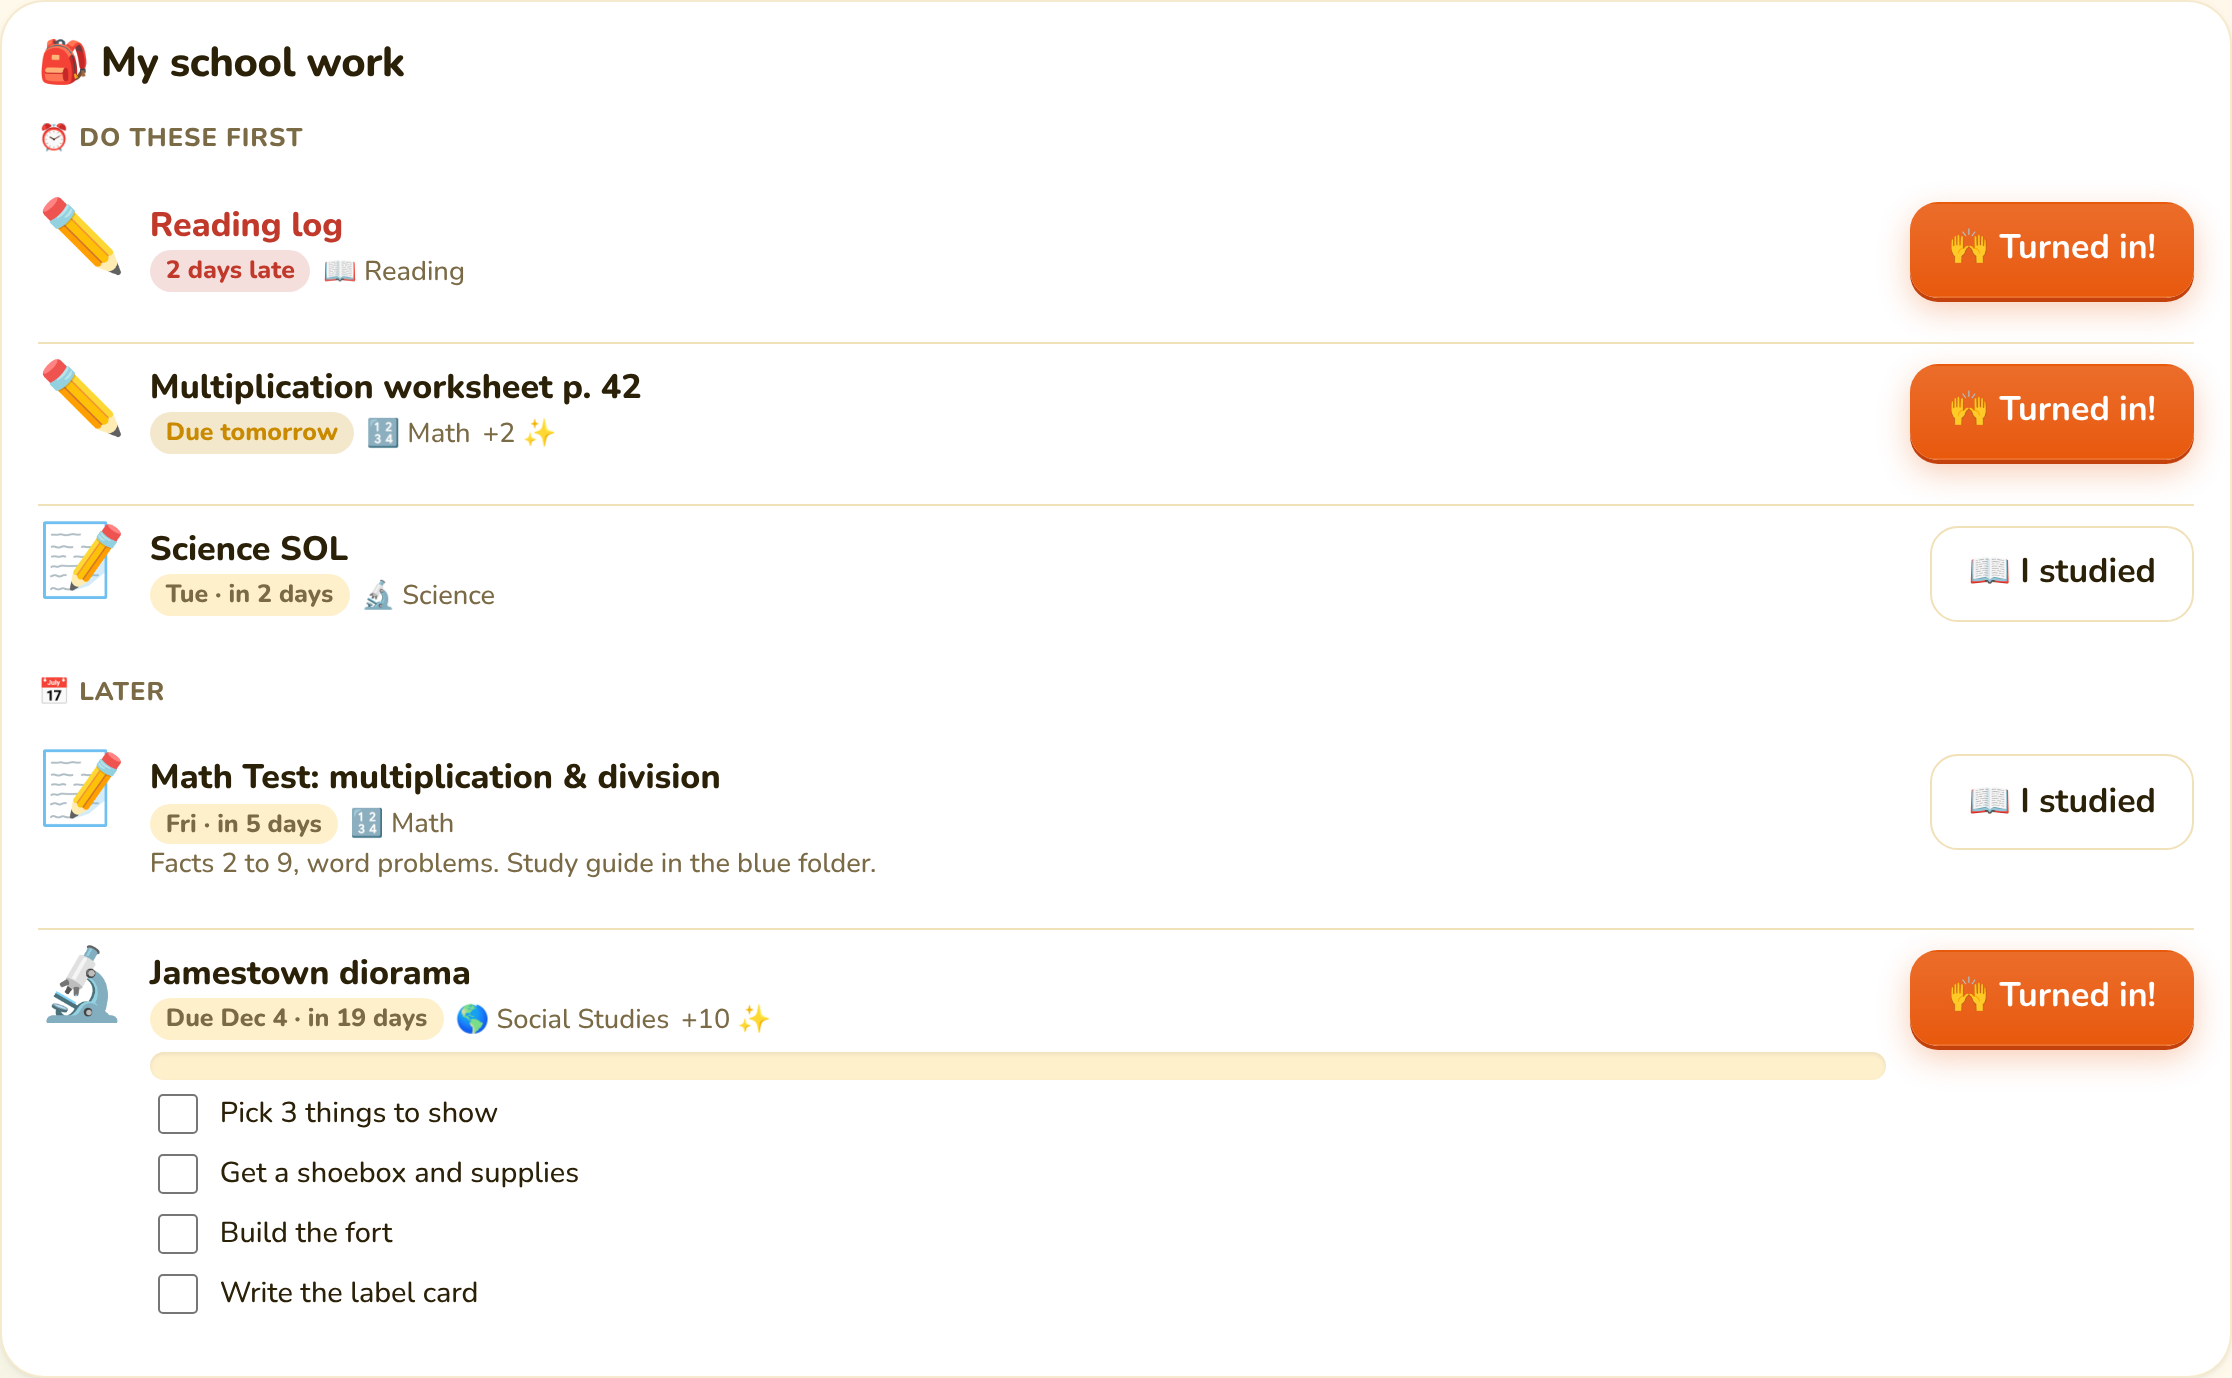 🎒 My school work
⏰ DO THESE FIRST
Reading log
2 days late 📖 Reading
🙌 Turned in!
Multiplication worksheet p. 42
Due tomorrow 🔢 Math +2 ✨
🙌 Turned in!
Science SOL
Tue · in 2 days 🔬 Science
📖 I studied
📅 LATER
Math Test: multiplication & division
Fri · in 5 days 🔢 Math
Facts 2 to 9, word problems. Study guide in the blue folder.
📖 I studied
Jamestown diorama
Due Dec 4 · in 19 days 🌎 Social Studies +10 ✨
🙌 Turned in!
Pick 3 things to show
Get a shoebox and supplies
Build the fort
Write the label card